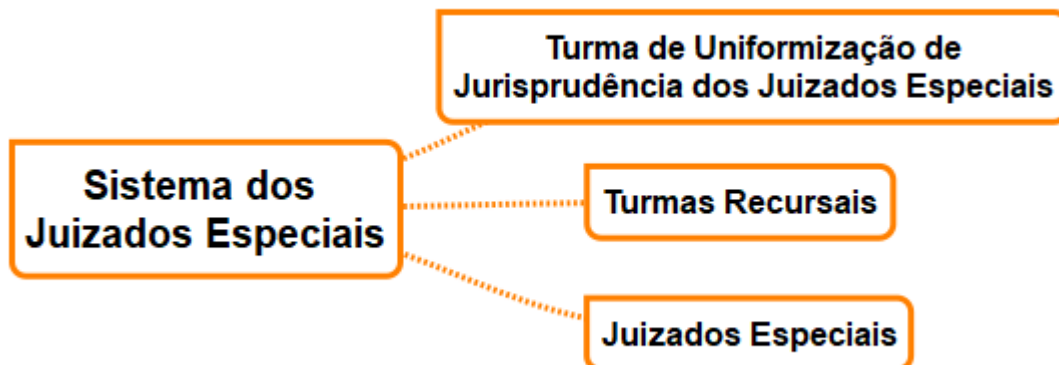 Turma de Uniformização de
Jurisprudência dos Juizados Especiais
Sistema dos
Juizados Especiais
Turmas Recursais
Juizados Especiais